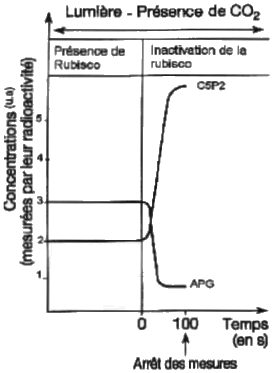 Lumière - Présence de CO2
Présence de
Rubisco
Inactivation de la
rubisco
Concentrations (u.a)
(mesurées par leur radioactivité)
5
4
3
2
1
C5P2
APG
0
100
Temps
(en s)
Arrêt des mesures